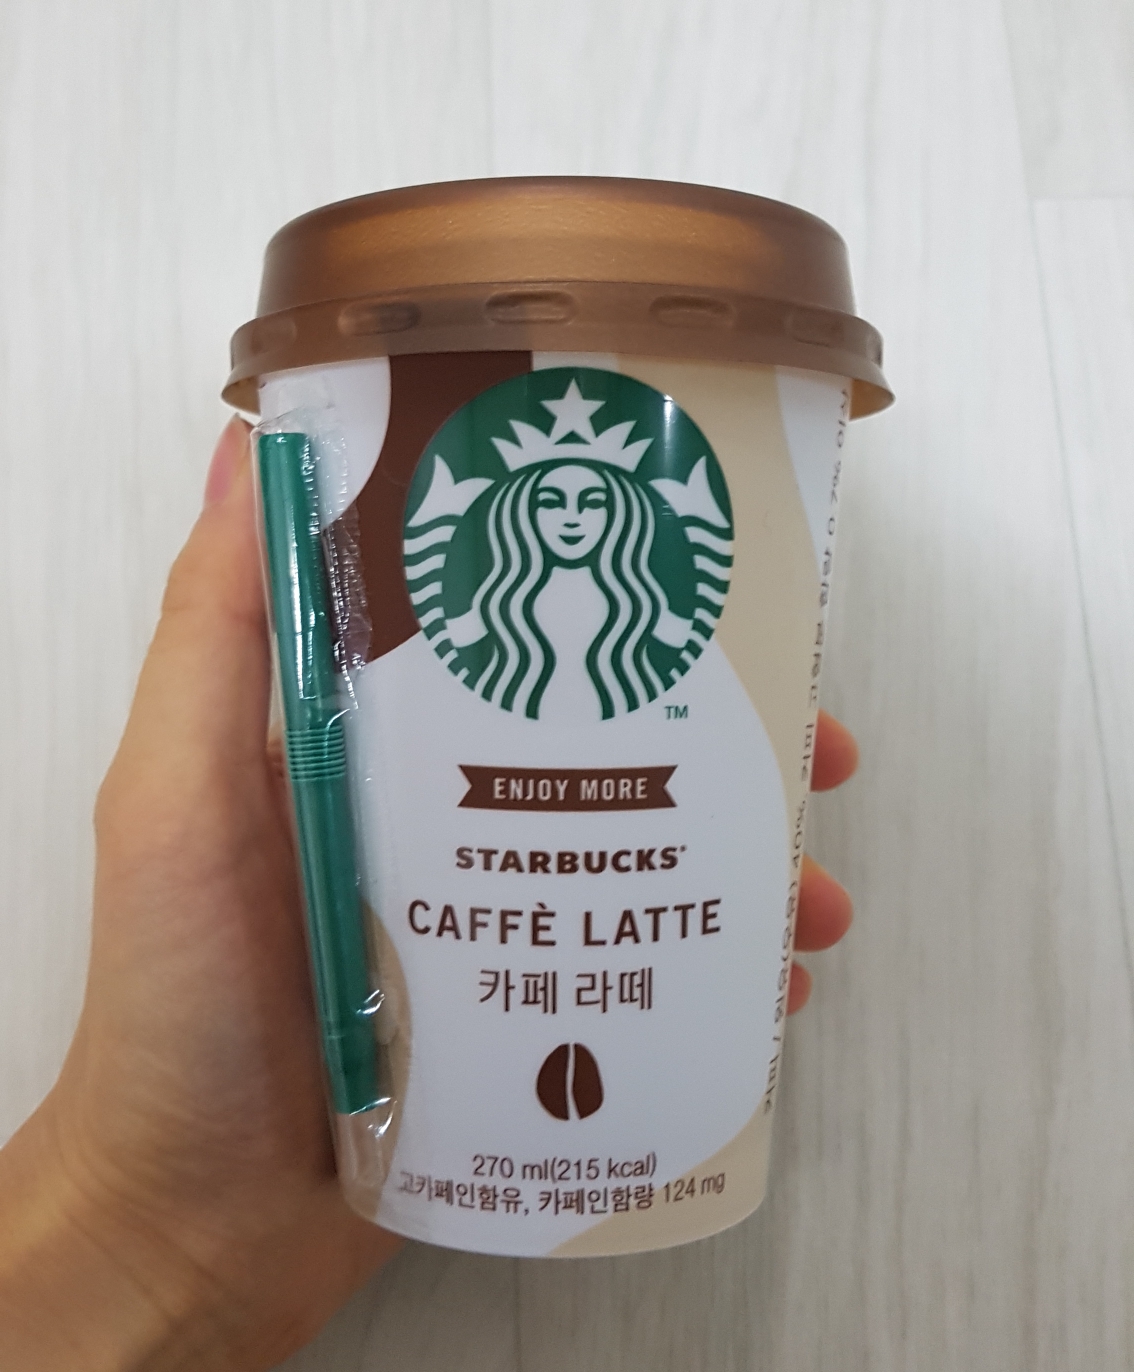 TM
ENJOY MORE
STARBUCKS®
CAFFÈ LATTE
카페 라떼
270 ml(215 kcal)
고카페인함유, 카페인함량 124 mg